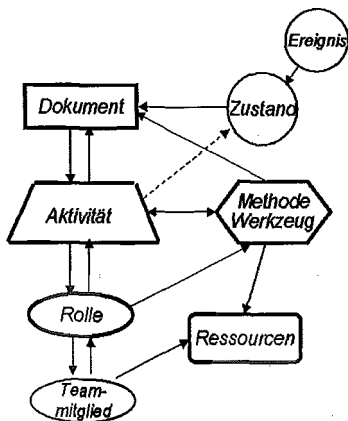 Ereignis
Dokument
Zustand
Aktivität
Methode
Werkzeug
Rolle
Ressourcen
Team-
mitglied